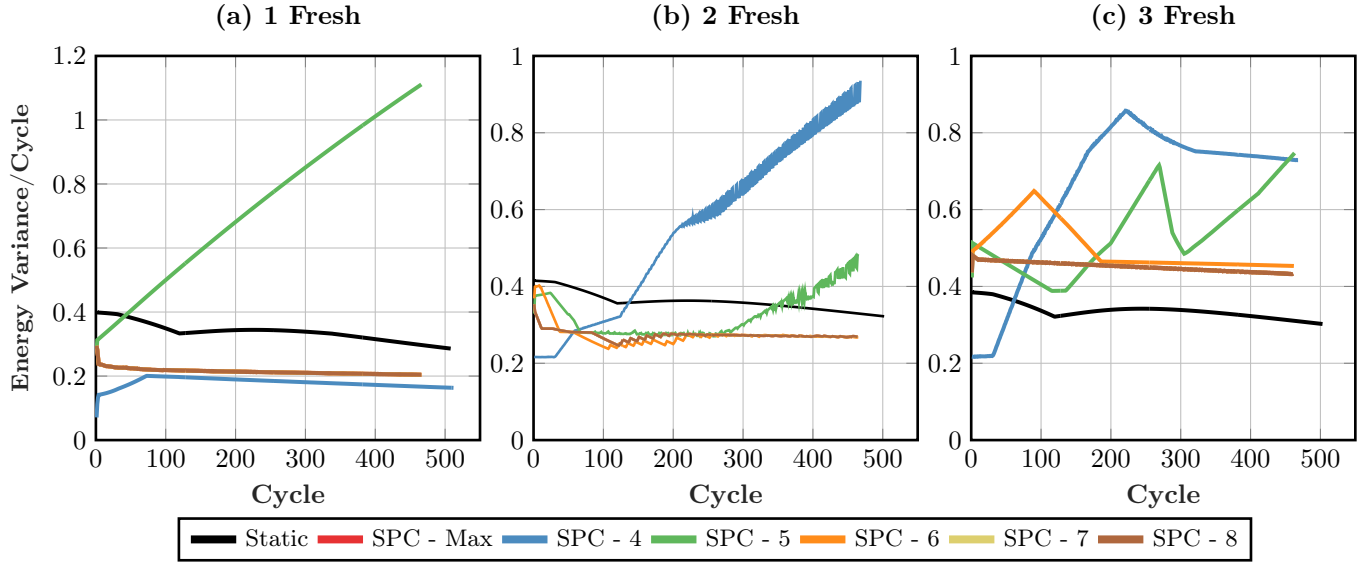 (a) 1 Fresh
(b) 2 Fresh
(c) 3 Fresh
Energy Variance/Cycle
1.2
1
0.8
0.6
0.4
0.2
0
0 100 200 300 400 500
Cycle
1
0.8
0.6
0.4
0.2
0
0 100 200 300 400 500
Cycle
1
0.8
0.6
0.4
0.2
0
0 100 200 300 400 500
Cycle
Static SPC - Max SPC - 4 SPC - 5 SPC - 6 SPC - 7 SPC - 8